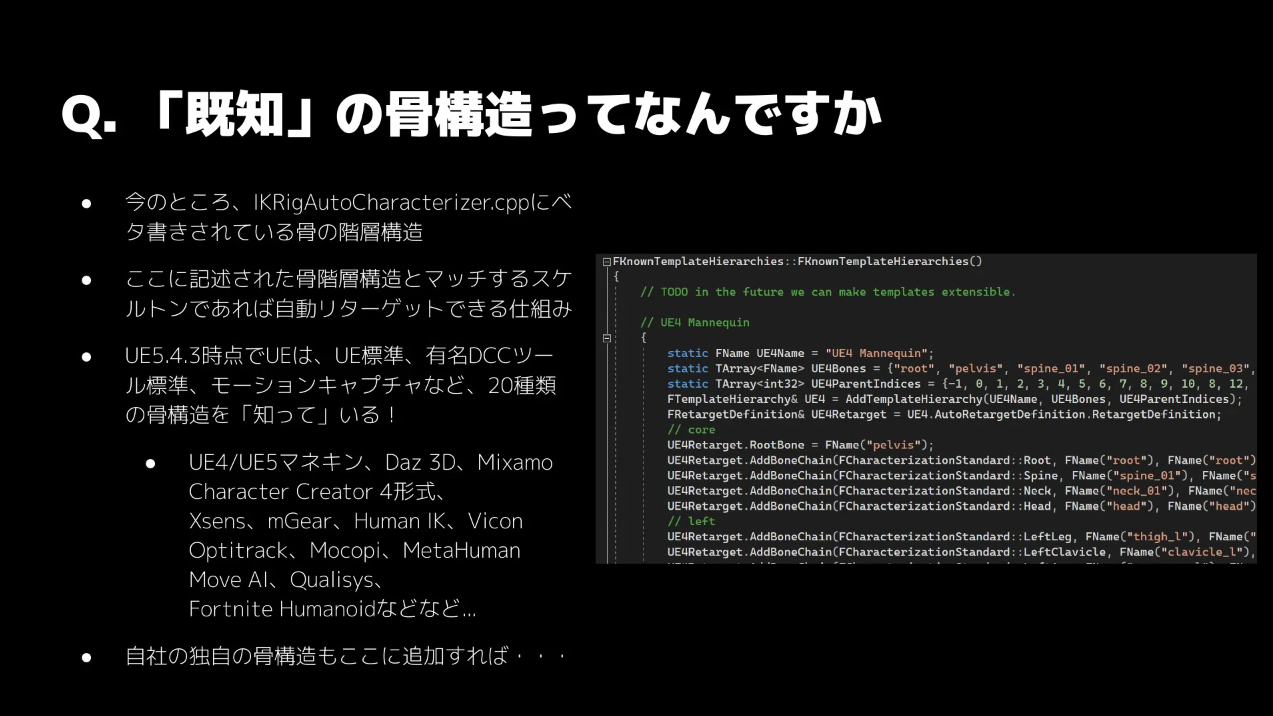 Q. 「既知」の骨構造ってなんですか
今のところ、IKRigAutoCharacterizer.cppにベ
タ書きされている骨の階層構造
ここに記述された骨階層構造とマッチするスケ
ルトンであれば自動リターゲットできる仕組み
UE5.4.3時点でUEは、UE標準、有名DCCツー
ル標準、モーションキャプチャなど、20種類
の骨構造を「知って」いる！
UE4/UE5マネキン、Daz 3D、Mixamo
Character Creator 4形式、
Xsens、mGear、Human IK、Vicon
Optitrack、Mocopi、MetaHuman
Move AI、Qualisys、
Fortnite Humanoidなどなど...
自社の独自の骨構造もここに追加すれば・・・
FKnownTemplateHierarchies::FKnownTemplateHierarchies()
{
// TODO in the future we can make templates extensible.
// UE4 Mannequin
{
static FName UE4Name = "UE4 Mannequin";
static TArray<FName> UE4Bones = {"root", "pelvis", "spine_01", "spine_02", "spine_03",
static TArray<int32> UE4ParentIndices = {-1, 0, 1, 2, 3, 4, 5, 6, 7, 8, 9, 10, 8, 12,
FTemplateHierarchy& UE4 = AddTemplateHierarchy(UE4Name, UE4Bones, UE4ParentIndices);
FRetargetDefinition& UE4Retarget = UE4.AutoRetargetDefinition.RetargetDefinition;
// core
UE4Retarget.RootBone = FName("pelvis");
UE4Retarget.AddBoneChain(FCharacterizationStandard::Root, FName("root"), FName("root")
UE4Retarget.AddBoneChain(FCharacterizationStandard::Spine, FName("spine_01"), FName("s
UE4Retarget.AddBoneChain(FCharacterizationStandard::Neck, FName("neck_01"), FName("nec
UE4Retarget.AddBoneChain(FCharacterizationStandard::Head, FName("head"), FName("head")
// left
UE4Retarget.AddBoneChain(FCharacterizationStandard::LeftLeg, FName("thigh_l"), FName("
UE4Retarget.AddBoneChain(FCharacterizationStandard::LeftClavicle, FName("clavicle_l"),